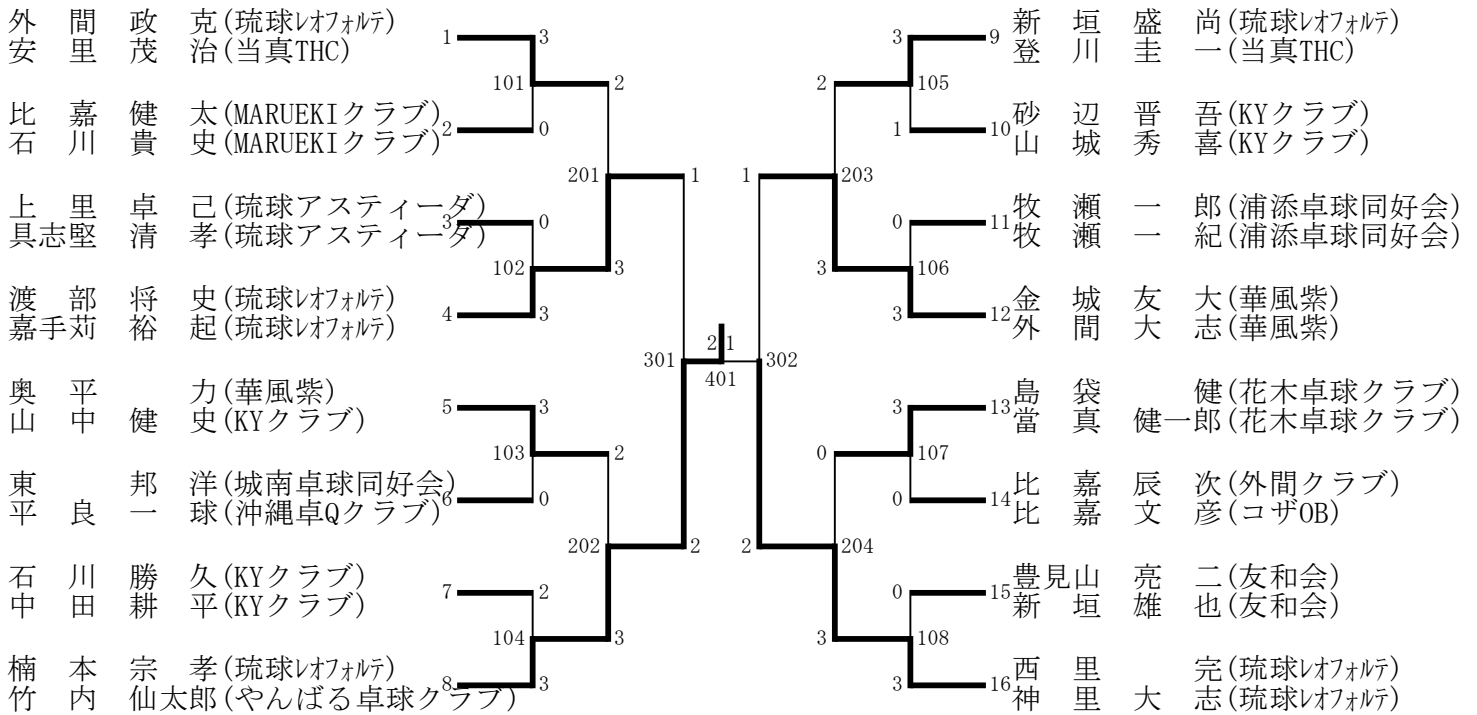 外間政克(琉球レオフォルテ)
安里茂治(当真THC)
1
3
101
2
比嘉健太(MARUEKIクラブ)
石川貴史(MARUEKIクラブ)
2
0
201
1
上里卓己(琉球アスティーダ)
具志堅清孝(琉球アスティーダ)
3
0
102
3
渡部将史(琉球レオフォルテ)
嘉手苅裕起(琉球レオフォルテ)
4
3
301
奥平力(華風紫)
山中健史(KYクラブ)
5
3
103
2
東邦洋(城南卓球同好会)
平良一球(沖縄卓Qクラブ)
6
0
202
2
石川勝久(KYクラブ)
中田耕平(KYクラブ)
7
2
104
3
楠本宗孝(琉球レオフォルテ)
竹内仙太郎(やんばる卓球クラブ)
8
3
2 1
401
新垣盛尚(琉球レオフォルテ)
登川圭一(当真THC)
3
9
2
105
砂辺晋吾(KYクラブ)
山城秀喜(KYクラブ)
1
10
1
203
牧瀬一郎(浦添卓球同好会)
牧瀬一紀(浦添卓球同好会)
0
11
3
106
金城友大(華風紫)
外間大志(華風紫)
3
12
302
島袋健(花木卓球クラブ)
當真健一郎(花木卓球クラブ)
3
13
0
107
比嘉辰次(外間クラブ)
比嘉文彦(コザOB)
0
14
2
204
豊見山亮二(友和会)
新垣雄也(友和会)
0
15
3
108
西里完(琉球レオフォルテ)
神里大志(琉球レオフォルテ)
3
16